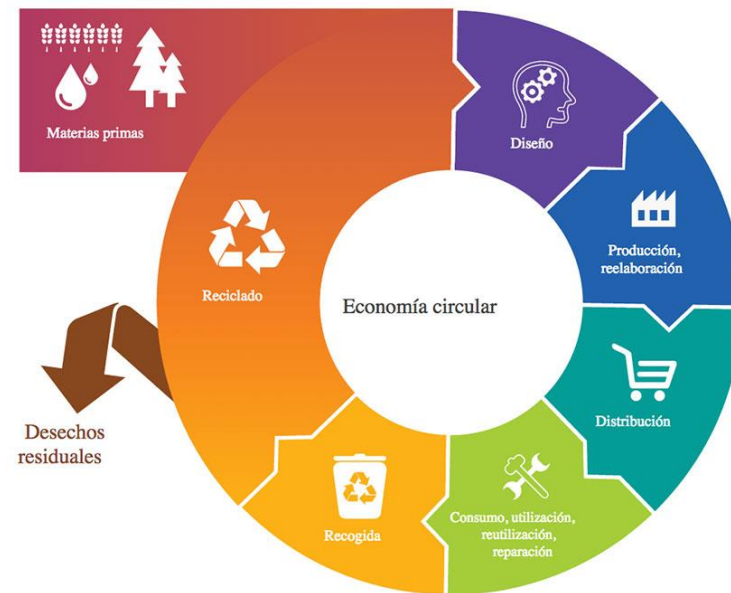 Materias primas
Diseño
Producción,
reelaboración
Distribución
Consumo, utilización,
reutilización,
reparación
Recogida
Reciclado
Desechos
residuales
Economía circular